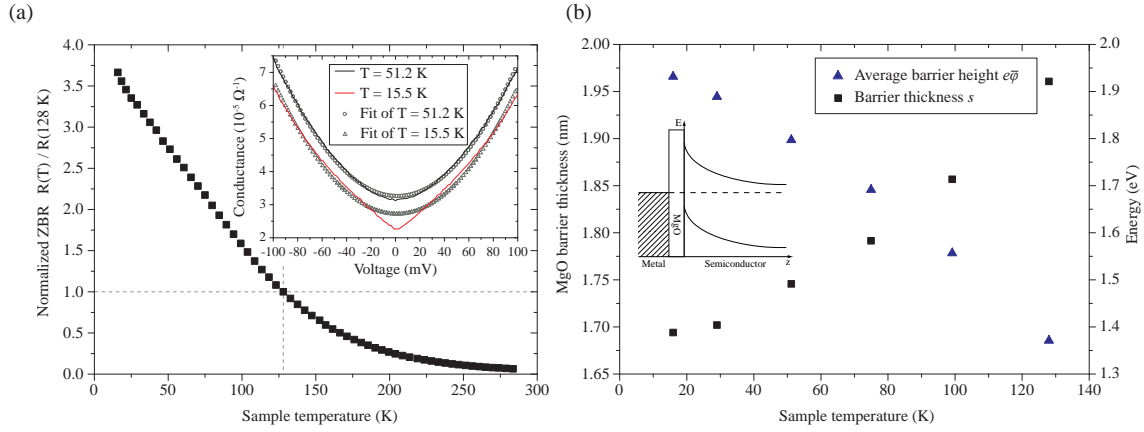 (a)
4.0
3.5
3.0
2.5
2.0
1.5
1.0
0.5
0.0
0 50 100 150 200 250 300
Sample temperature (K)
Normalized ZBR R(T) / R(128 K)
7
6
5
4
3
2
-100 -80 -60 -40 -20 0 20 40 60 80 100
Voltage (mV)
Conductance (10⁻⁵ Ω⁻¹)
T = 51.2 K
T = 15.5 K
Fit of T = 51.2 K
Fit of T = 15.5 K
(b)
2.00
1.95
1.90
1.85
1.80
1.75
1.70
1.65
0 20 40 60 80 100 120 140
Sample temperature (K)
MgO barrier thickness (nm)
2.0
1.9
1.8
1.7
1.6
1.5
1.4
1.3
Energy (eV)
Average barrier height eφ̅
Barrier thickness s
E
MgO
Metal Semiconductor z